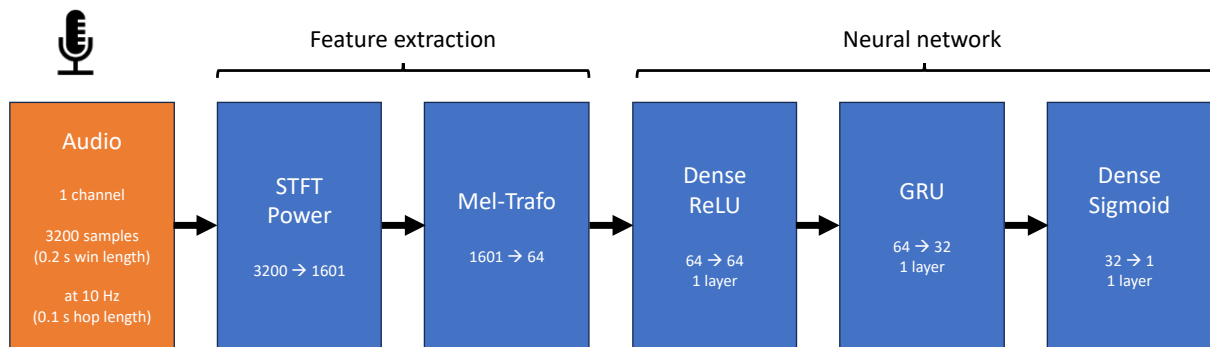 Feature extraction
Neural network
Audio
1 channel
3200 samples
(0.2 s win length)
at 10 Hz
(0.1 s hop length)
STFT
Power
3200 → 1601
Mel-Trafo
1601 → 64
Dense
ReLU
64 → 64
1 layer
GRU
64 → 32
1 layer
Dense
Sigmoid
32 → 1
1 layer